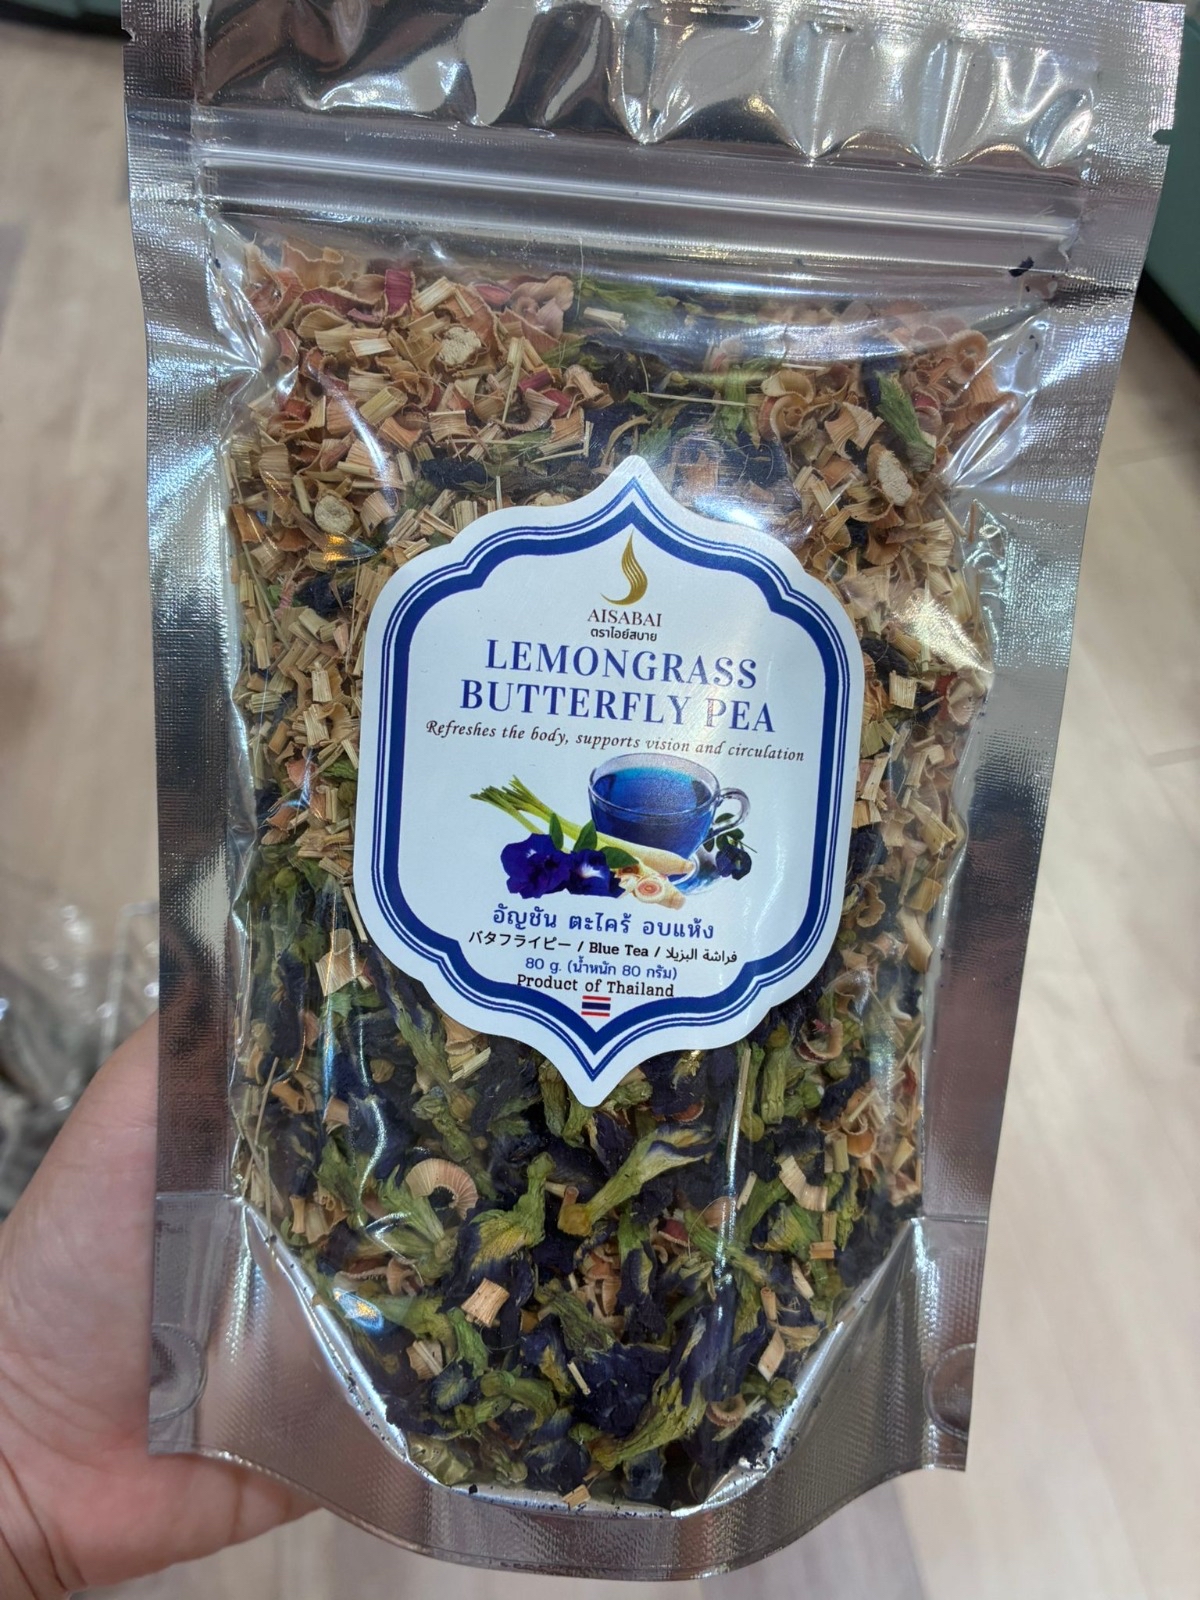 AISABAI
ตราไอย์สบาย
LEMONGRASS
BUTTERFLY PEA
Refreshes the body, supports vision and circulation
อัญชัน ตะไคร้ อบแห้ง
バタフライピー / Blue Tea / فراشة البزيلا
80 g. (น้ำหนัก 80 กรัม)
Product of Thailand